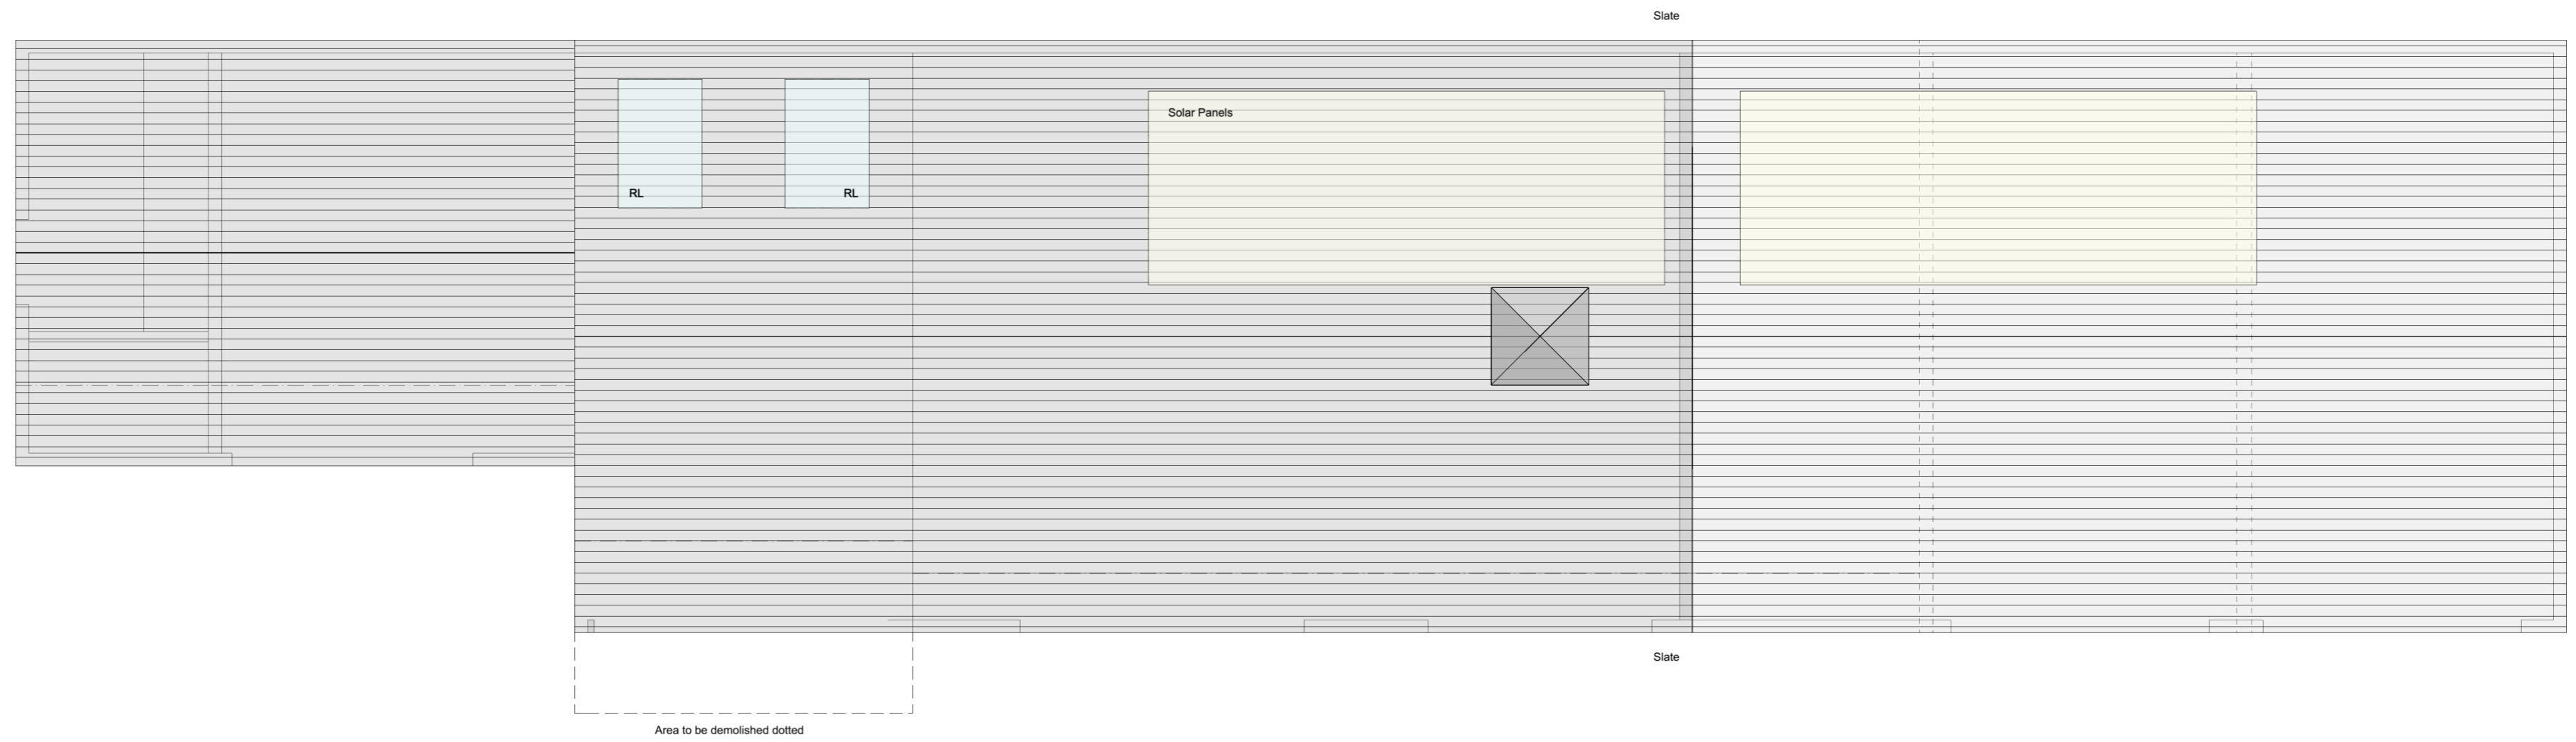 Slate
Solar Panels
RL
RL
Slate
Area to be demolished dotted